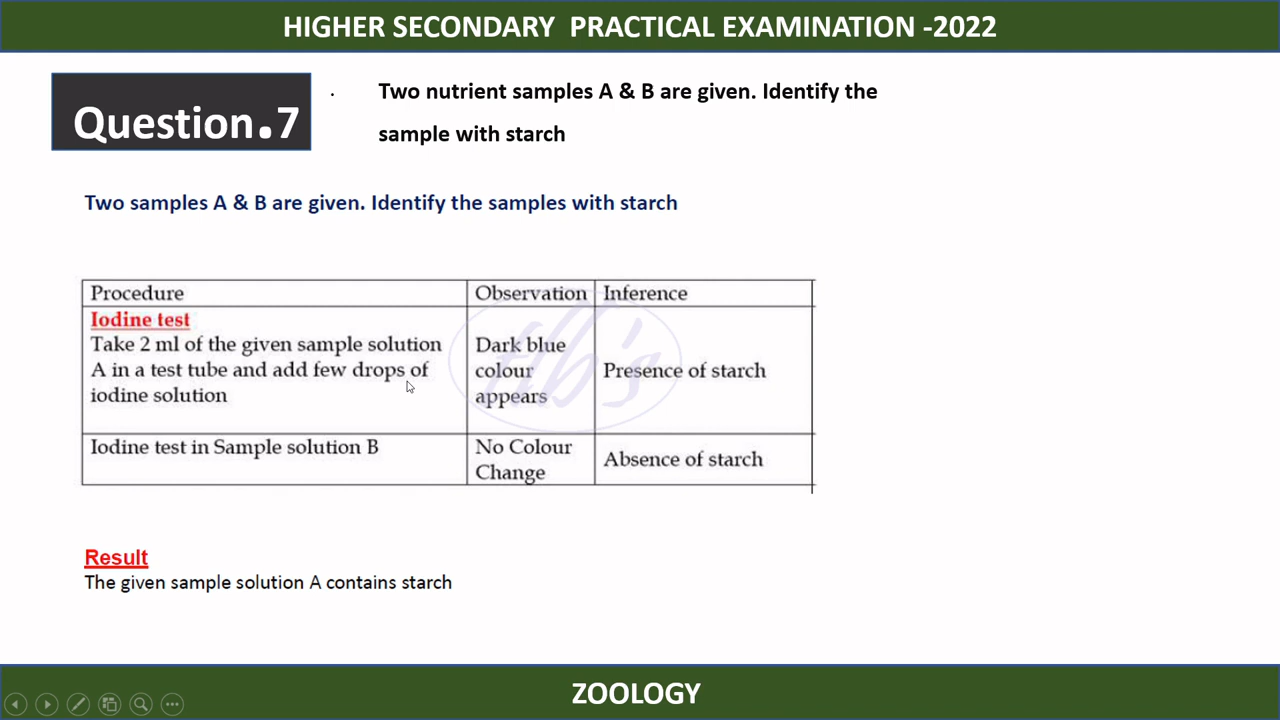 HIGHER SECONDARY PRACTICAL EXAMINATION -2022
Question.7
. Two nutrient samples A & B are given. Identify the
sample with starch
Two samples A & B are given. Identify the samples with starch
Procedure Observation Inference
Iodine test
Take 2 ml of the given sample solution
A in a test tube and add few drops of
iodine solution
Dark blue
colour
appears
Presence of starch
Iodine test in Sample solution B
No Colour
Change
Absence of starch
Result
The given sample solution A contains starch
ZOOLOGY